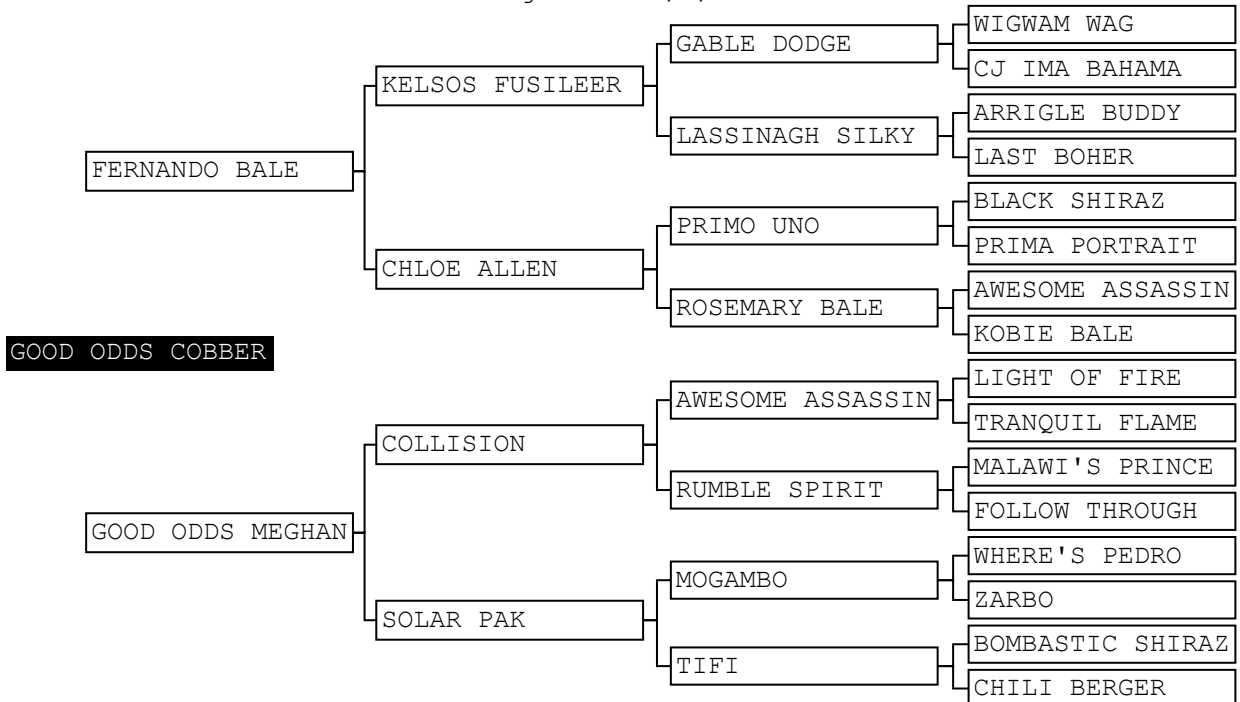 WIGWAM WAG
GABLE DODGE
CJ IMA BAHAMA
KELSOS FUSILEER
ARRIGLE BUDDY
LASSINAGH SILKY
LAST BOHER
FERNANDO BALE
BLACK SHIRAZ
PRIMO UNO
PRIMA PORTRAIT
CHLOE ALLEN
AWESOME ASSASSIN
ROSEMARY BALE
KOBIE BALE
GOOD ODDS COBBER
LIGHT OF FIRE
AWESOME ASSASSIN
TRANQUIL FLAME
COLLISION
MALAWI'S PRINCE
RUMBLE SPIRIT
FOLLOW THROUGH
GOOD ODDS MEGHAN
WHERE'S PEDRO
MOGAMBO
ZARBO
SOLAR PAK
BOMBASTIC SHIRAZ
TIFI
CHILI BERGER